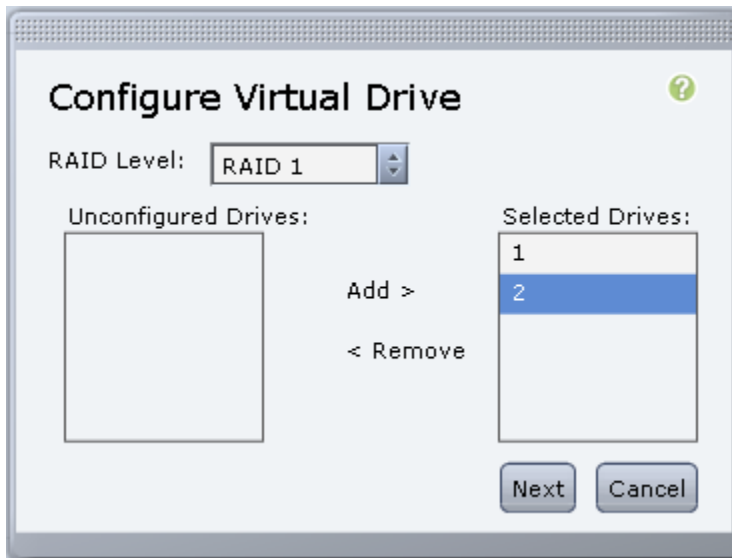 Configure Virtual Drive
?
RAID Level: RAID 1
Unconfigured Drives:
Selected Drives:
1
2
Add >
< Remove
Next Cancel